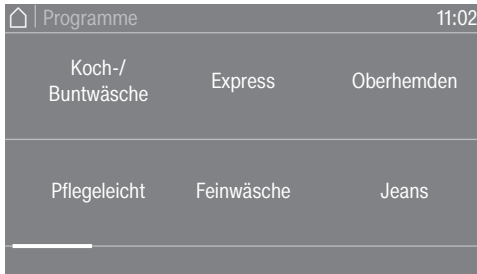 Programme 11:02
Koch-/
Buntwäsche
Express
Oberhemden
Pflegeleicht
Feinwäsche
Jeans